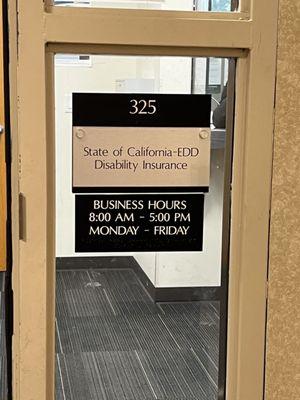 325
State of California-EDD
Disability Insurance
BUSINESS HOURS
8:00 AM - 5:00 PM
MONDAY - FRIDAY